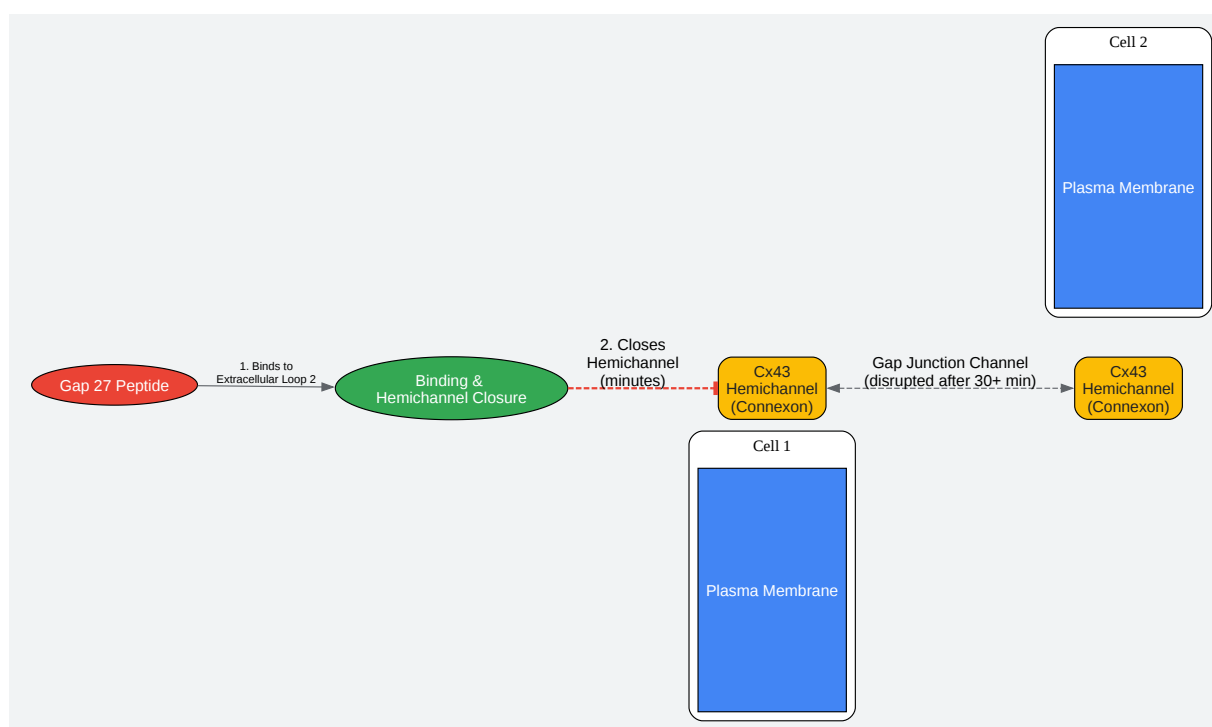 Cell 2
Plasma Membrane
Gap 27 Peptide
1. Binds to
Extracellular Loop 2
Binding &
Hemichannel Closure
2. Closes
Hemichannel
(minutes)
Cx43
Hemichannel
(Connexon)
Gap Junction Channel
(disrupted after 30+ min)
Cx43
Hemichannel
(Connexon)
Cell 1
Plasma Membrane